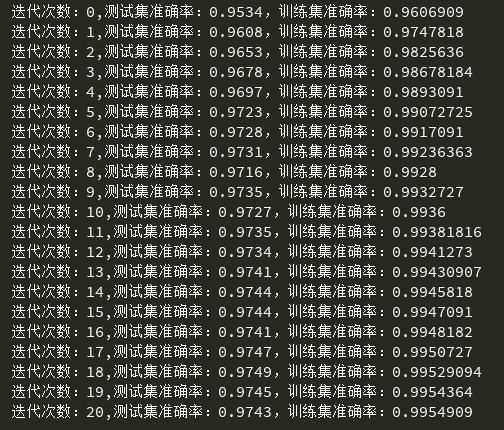 迭代次数：0,测试集准确率：0.9534，训练集准确率：0.9606909
迭代次数：1,测试集准确率：0.9608，训练集准确率：0.9747818
迭代次数：2,测试集准确率：0.9653，训练集准确率：0.9825636
迭代次数：3,测试集准确率：0.9678，训练集准确率：0.98678184
迭代次数：4,测试集准确率：0.9697，训练集准确率：0.9893091
迭代次数：5,测试集准确率：0.9723，训练集准确率：0.99072725
迭代次数：6,测试集准确率：0.9728，训练集准确率：0.9917091
迭代次数：7,测试集准确率：0.9731，训练集准确率：0.99236363
迭代次数：8,测试集准确率：0.9716，训练集准确率：0.9928
迭代次数：9,测试集准确率：0.9735，训练集准确率：0.9932727
迭代次数：10,测试集准确率：0.9727，训练集准确率：0.9936
迭代次数：11,测试集准确率：0.9735，训练集准确率：0.99381816
迭代次数：12,测试集准确率：0.9734，训练集准确率：0.9941273
迭代次数：13,测试集准确率：0.9741，训练集准确率：0.99430907
迭代次数：14,测试集准确率：0.9744，训练集准确率：0.9945818
迭代次数：15,测试集准确率：0.9744，训练集准确率：0.9947091
迭代次数：16,测试集准确率：0.9741，训练集准确率：0.9948182
迭代次数：17,测试集准确率：0.9747，训练集准确率：0.9950727
迭代次数：18,测试集准确率：0.9749，训练集准确率：0.99529094
迭代次数：19,测试集准确率：0.9745，训练集准确率：0.9954364
迭代次数：20,测试集准确率：0.9743，训练集准确率：0.9954909